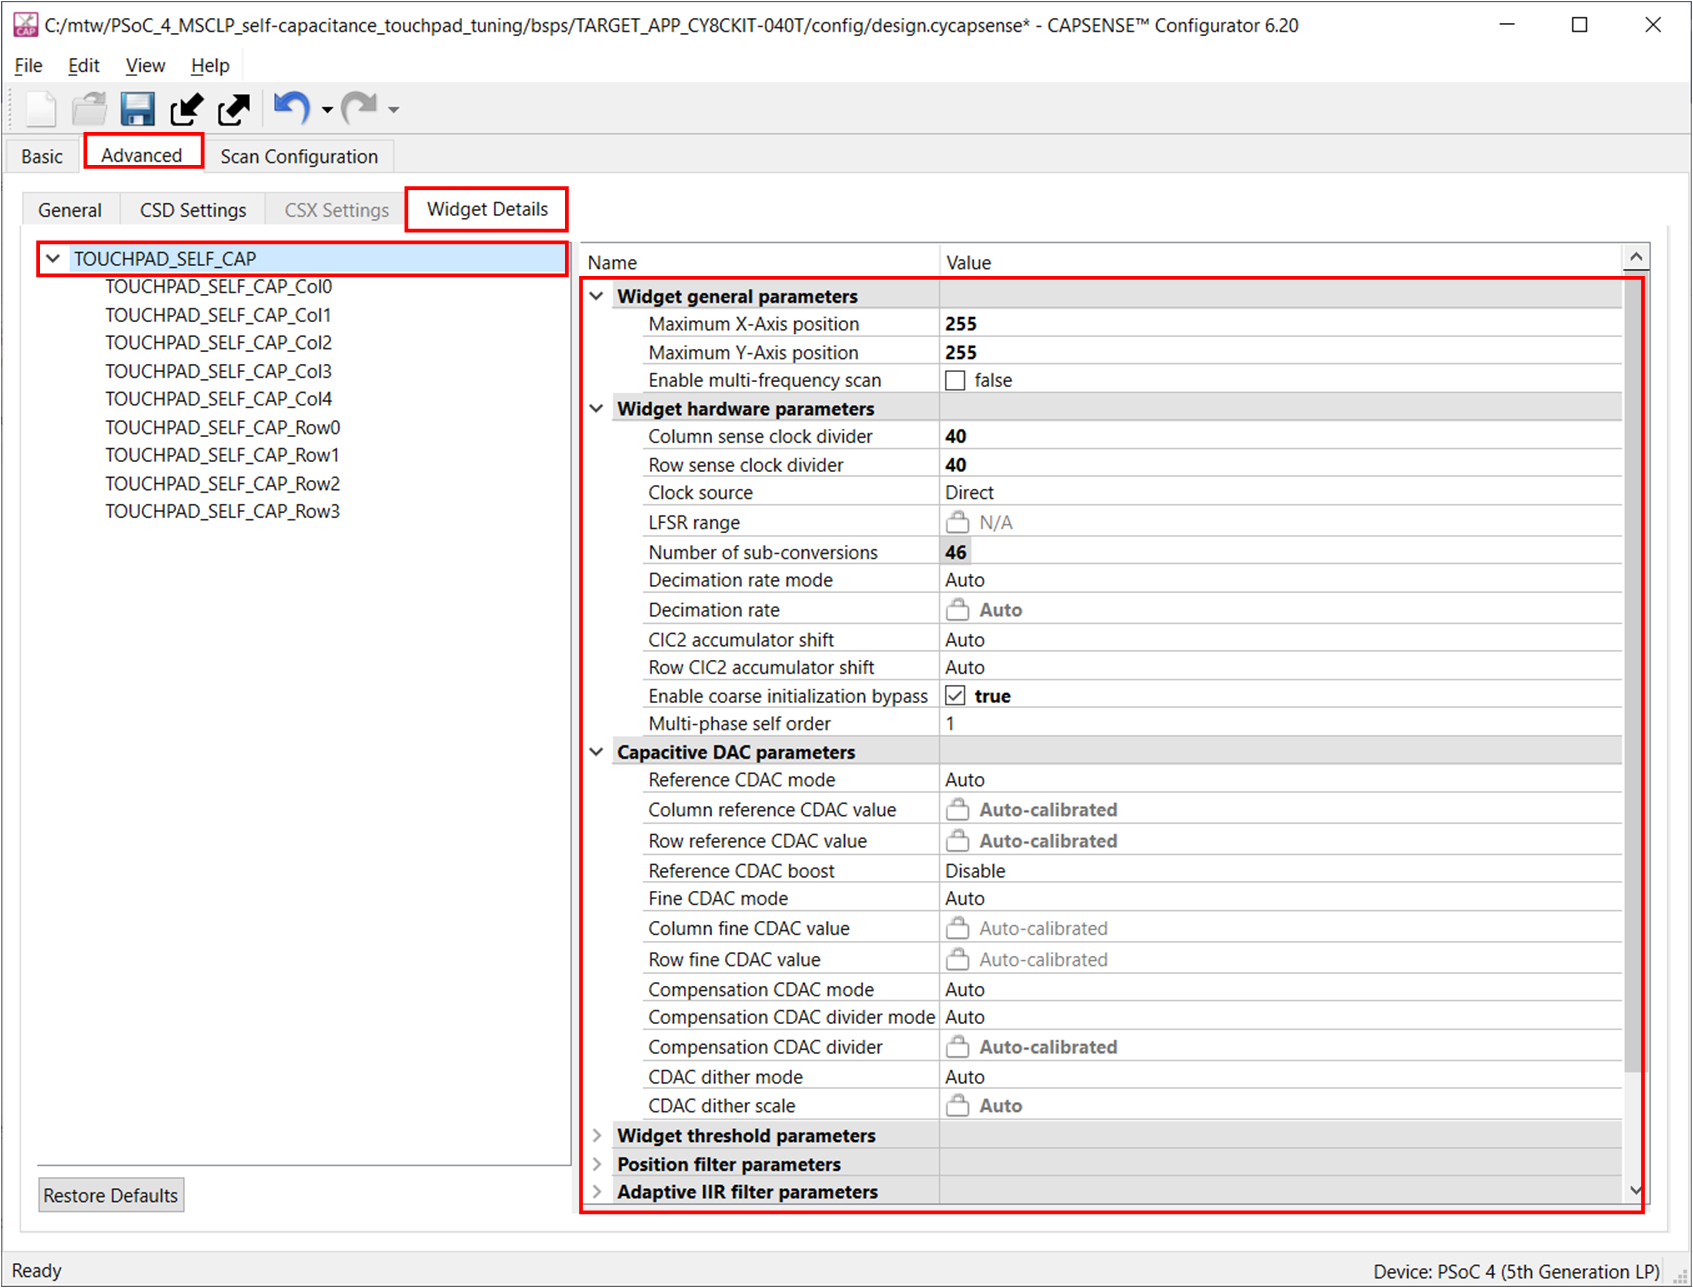 C:/mtw/PSoC_4_MSCLP_self-capacitance_touchpad_tuning/bsps/TARGET_APP_CY8CKIT-040T/config/design.cycapsense* - CAPSENSE™ Configurator 6.20
File Edit View Help
Basic Advanced Scan Configuration
General CSD Settings CSX Settings Widget Details
TOUCHPAD_SELF_CAP
TOUCHPAD_SELF_CAP_Col0
TOUCHPAD_SELF_CAP_Col1
TOUCHPAD_SELF_CAP_Col2
TOUCHPAD_SELF_CAP_Col3
TOUCHPAD_SELF_CAP_Col4
TOUCHPAD_SELF_CAP_Row0
TOUCHPAD_SELF_CAP_Row1
TOUCHPAD_SELF_CAP_Row2
TOUCHPAD_SELF_CAP_Row3
Restore Defaults
Name Value
Widget general parameters
Maximum X-Axis position 255
Maximum Y-Axis position 255
Enable multi-frequency scan false
Widget hardware parameters
Column sense clock divider 40
Row sense clock divider 40
Clock source Direct
LFSR range N/A
Number of sub-conversions 46
Decimation rate mode Auto
Decimation rate Auto
CIC2 accumulator shift Auto
Row CIC2 accumulator shift Auto
Enable coarse initialization bypass true
Multi-phase self order 1
Capacitive DAC parameters
Reference CDAC mode Auto
Column reference CDAC value Auto-calibrated
Row reference CDAC value Auto-calibrated
Reference CDAC boost Disable
Fine CDAC mode Auto
Column fine CDAC value Auto-calibrated
Row fine CDAC value Auto-calibrated
Compensation CDAC mode Auto
Compensation CDAC divider mode Auto
Compensation CDAC divider Auto-calibrated
CDAC dither mode Auto
CDAC dither scale Auto
Widget threshold parameters
Position filter parameters
Adaptive IIR filter parameters
Ready
Device: PSoC 4 (5th Generation LP)